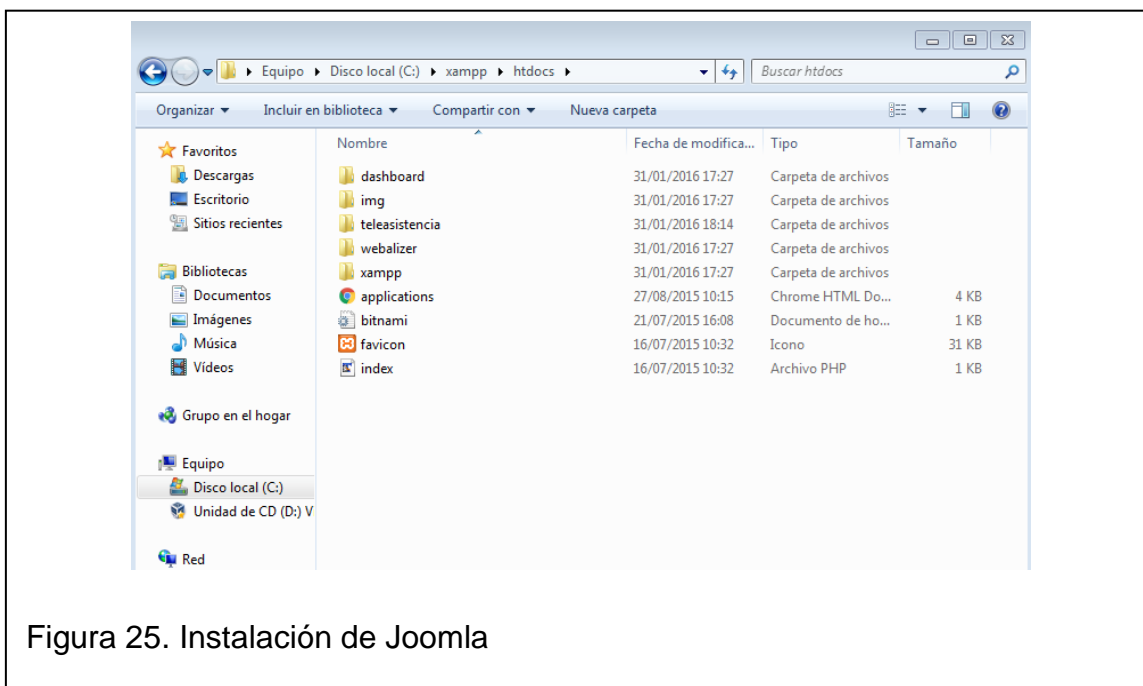 Equipo Disco local (C:) xampp htdocs Buscar htdocs
Organizar Incluir en biblioteca Compartir con Nueva carpeta
Favoritos
Descargas
Escritorio
Sitios recientes
Bibliotecas
Documentos
Imágenes
Música
Vídeos
Grupo en el hogar
Equipo
Disco local (C:)
Unidad de CD (D:) V
Red
Nombre Fecha de modifica... Tipo Tamaño
dashboard 31/01/2016 17:27 Carpeta de archivos
img 31/01/2016 17:27 Carpeta de archivos
teleasistencia 31/01/2016 18:14 Carpeta de archivos
webalizer 31/01/2016 17:27 Carpeta de archivos
xampp 31/01/2016 17:27 Carpeta de archivos
applications 27/08/2015 10:15 Chrome HTML Do... 4 KB
bitnami 21/07/2015 16:08 Documento de ho... 1 KB
favicon 16/07/2015 10:32 Icono 31 KB
index 16/07/2015 10:32 Archivo PHP 1 KB
Figura 25. Instalación de Joomla